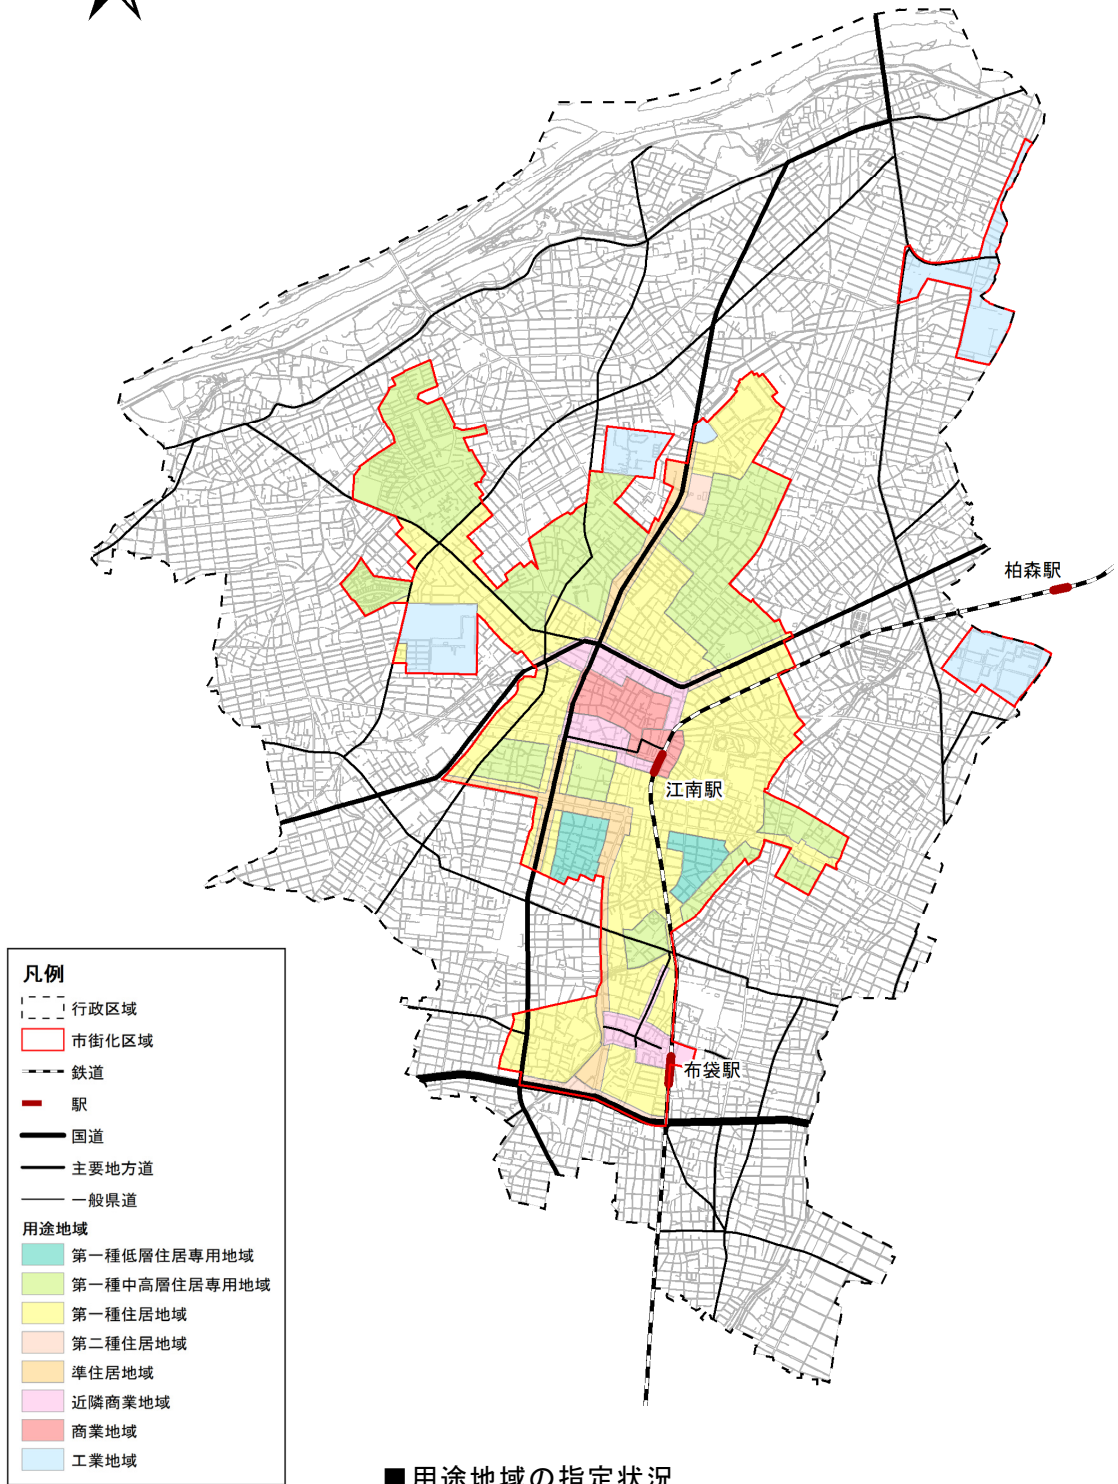 柏森駅
江南駅
布袋駅
凡例
行政区域
市街化区域
鉄道
駅
国道
主要地方道
一般県道
用途地域
第一種低層住居専用地域
第一種中高層住居専用地域
第一種住居地域
第二種住居地域
準住居地域
近隣商業地域
商業地域
工業地域
■用途地域の指定状況